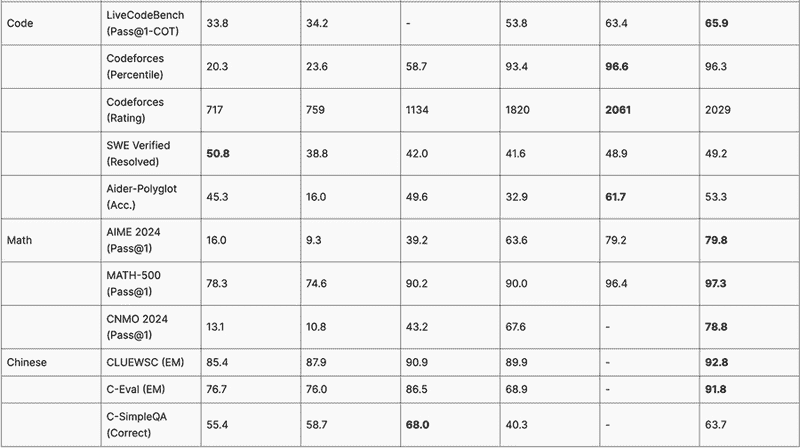 Code LiveCodeBench (Pass@1-COT) 33.8 34.2 - 53.8 63.4 65.9
Codeforces (Percentile) 20.3 23.6 58.7 93.4 96.6 96.3
Codeforces (Rating) 717 759 1134 1820 2061 2029
SWE Verified (Resolved) 50.8 38.8 42.0 41.6 48.9 49.2
Aider-Polyglot (Acc.) 45.3 16.0 49.6 32.9 61.7 53.3
Math AIME 2024 (Pass@1) 16.0 9.3 39.2 63.6 79.2 79.8
MATH-500 (Pass@1) 78.3 74.6 90.2 90.0 96.4 97.3
CNMO 2024 (Pass@1) 13.1 10.8 43.2 67.6 - 78.8
Chinese CLUEWSC (EM) 85.4 87.9 90.9 89.9 - 92.8
C-Eval (EM) 76.7 76.0 86.5 68.9 - 91.8
C-SimpleQA (Correct) 55.4 58.7 68.0 40.3 - 63.7